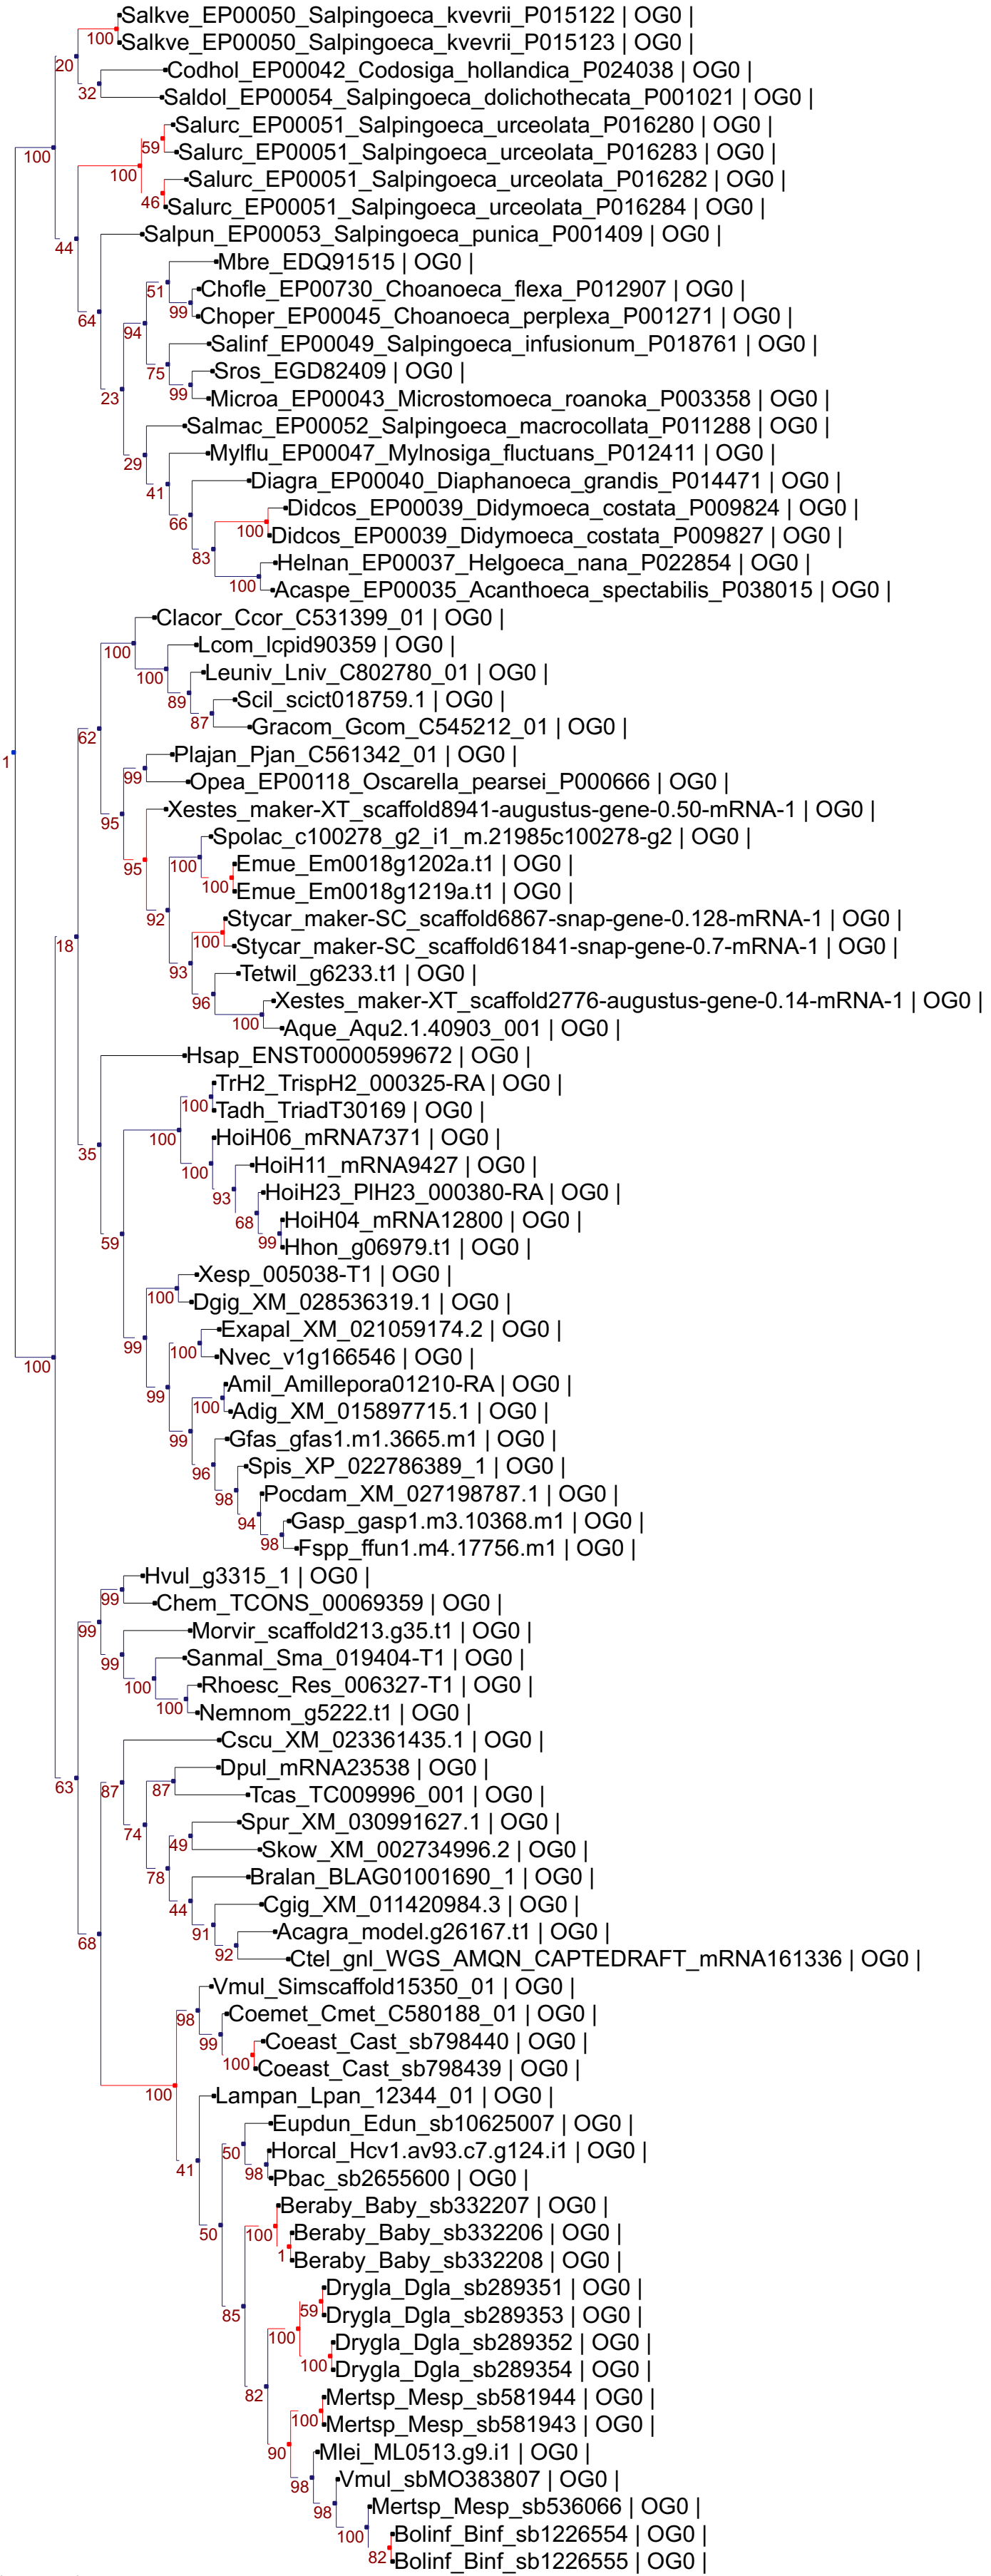 Salkve_EP00050_Salpingoeca_kvevrii_P015122 | OG0 |
100
Salkve_EP00050_Salpingoeca_kvevrii_P015123 | OG0 |
20
Codhol_EP00042_Codosiga_hollandica_P024038 | OG0 |
32
Saldol_EP00054_Salpingoeca_dolichothecata_P001021 | OG0 |
Salurc_EP00051_Salpingoeca_urceolata_P016280 | OG0 |
59
Salurc_EP00051_Salpingoeca_urceolata_P016283 | OG0 |
100
100
Salurc_EP00051_Salpingoeca_urceolata_P016282 | OG0 |
46
Salurc_EP00051_Salpingoeca_urceolata_P016284 | OG0 |
Salpun_EP00053_Salpingoeca_punica_P001409 | OG0 |
44
Mbre_EDQ91515 | OG0 |
51
Chofle_EP00730_Choanoeca_flexa_P012907 | OG0 |
99
Choper_EP00045_Choanoeca_perplexa_P001271 | OG0 |
64
94
Salinf_EP00049_Salpingoeca_infusionum_P018761 | OG0 |
75
Sros_EGD82409 | OG0 |
99
Microa_EP00043_Microstomoeca_roanoka_P003358 | OG0 |
23
Salmac_EP00052_Salpingoeca_macrocollata_P011288 | OG0 |
29
Mylflu_EP00047_Mylnosiga_fluctuans_P012411 | OG0 |
41
Diagra_EP00040_Diaphanoeca_grandis_P014471 | OG0 |
66
Didcos_EP00039_Didymoeca_costata_P009824 | OG0 |
100
Didcos_EP00039_Didymoeca_costata_P009827 | OG0 |
83
Helnan_EP00037_Helgoeca_nana_P022854 | OG0 |
100
Acaspe_EP00035_Acanthoeca_spectabilis_P038015 | OG0 |
Clacor_Ccor_C531399_01 | OG0 |
100
Lcom_lcpid90359 | OG0 |
100
Leuniv_Lniv_C802780_01 | OG0 |
89
Scil_scict018759.1 | OG0 |
87
Gracom_Gcom_C545212_01 | OG0 |
62
1
Plajan_Pjan_C561342_01 | OG0 |
99
Opea_EP00118_Oscarella_pearsei_P000666 | OG0 |
95
Xestes_maker-XT_scaffold8941-augustus-gene-0.50-mRNA-1 | OG0 |
95
Spolac_c100278_g2_i1_m.21985c100278-g2 | OG0 |
100
Emue_Em0018g1202a.t1 | OG0 |
100
Emue_Em0018g1219a.t1 | OG0 |
92
Stycar_maker-SC_scaffold6867-snap-gene-0.128-mRNA-1 | OG0 |
100
Stycar_maker-SC_scaffold61841-snap-gene-0.7-mRNA-1 | OG0 |
18
93
Tetwil_g6233.t1 | OG0 |
96
Xestes_maker-XT_scaffold2776-augustus-gene-0.14-mRNA-1 | OG0 |
100
Aque_Aqu2.1.40903_001 | OG0 |
Hsap_ENST00000599672 | OG0 |
TrH2_TrispH2_000325-RA | OG0 |
100
Tadh_TriadT30169 | OG0 |
100
HoiH06_mRNA7371 | OG0 |
35
100
HoiH11_mRNA9427 | OG0 |
93
HoiH23_PlH23_000380-RA | OG0 |
68
HoiH04_mRNA12800 | OG0 |
99
Hhon_g06979.t1 | OG0 |
59
Xesp_005038-T1 | OG0 |
100
Dgig_XM_028536319.1 | OG0 |
Exapal_XM_021059174.2 | OG0 |
99
100
Nvec_v1g166546 | OG0 |
100
Amil_Amillepora01210-RA | OG0 |
99
100
Adig_XM_015897715.1 | OG0 |
99
Gfas_gfas1.m1.3665.m1 | OG0 |
96
Spis_XP_022786389_1 | OG0 |
98
Pocdam_XM_027198787.1 | OG0 |
94
Gasp_gasp1.m3.10368.m1 | OG0 |
98
Fspp_ffun1.m4.17756.m1 | OG0 |
Hvul_g3315_1 | OG0 |
99
Chem_TCONS_00069359 | OG0 |
99
Morvir_scaffold213.g35.t1 | OG0 |
99
Sanmal_Sma_019404-T1 | OG0 |
100
Rhoesc_Res_006327-T1 | OG0 |
100
Nemnom_g5222.t1 | OG0 |
Cscu_XM_023361435.1 | OG0 |
63
87
Dpul_mRNA23538 | OG0 |
87
Tcas_TC009996_001 | OG0 |
74
Spur_XM_030991627.1 | OG0 |
49
Skow_XM_002734996.2 | OG0 |
78
Bralan_BLAG01001690_1 | OG0 |
44
Cgig_XM_011420984.3 | OG0 |
91
Acagra_model.g26167.t1 | OG0 |
68
92
Ctel_gnl_WGS_AMQN_CAPTEDRAFT_mRNA161336 | OG0 |
Vmul_Simscaffold15350_01 | OG0 |
98
Coemet_Cmet_C580188_01 | OG0 |
99
Coeast_Cast_sb798440 | OG0 |
100
Coeast_Cast_sb798439 | OG0 |
100
Lampan_Lpan_12344_01 | OG0 |
Eupdun_Edun_sb10625007 | OG0 |
50
Horcal_Hcv1.av93.c7.g124.i1 | OG0 |
41
98
Pbac_sb2655600 | OG0 |
Beraby_Baby_sb332207 | OG0 |
50
100
Beraby_Baby_sb332206 | OG0 |
1
Beraby_Baby_sb332208 | OG0 |
Drygla_Dgla_sb289351 | OG0 |
59
85
Drygla_Dgla_sb289353 | OG0 |
100
Drygla_Dgla_sb289352 | OG0 |
100
Drygla_Dgla_sb289354 | OG0 |
82
Mertsp_Mesp_sb581944 | OG0 |
100
Mertsp_Mesp_sb581943 | OG0 |
90
Mlei_ML0513.g9.i1 | OG0 |
98
Vmul_sbMO383807 | OG0 |
98
Mertsp_Mesp_sb536066 | OG0 |
100
Bolinf_Binf_sb1226554 | OG0 |
82
Bolinf_Binf_sb1226555 | OG0 |